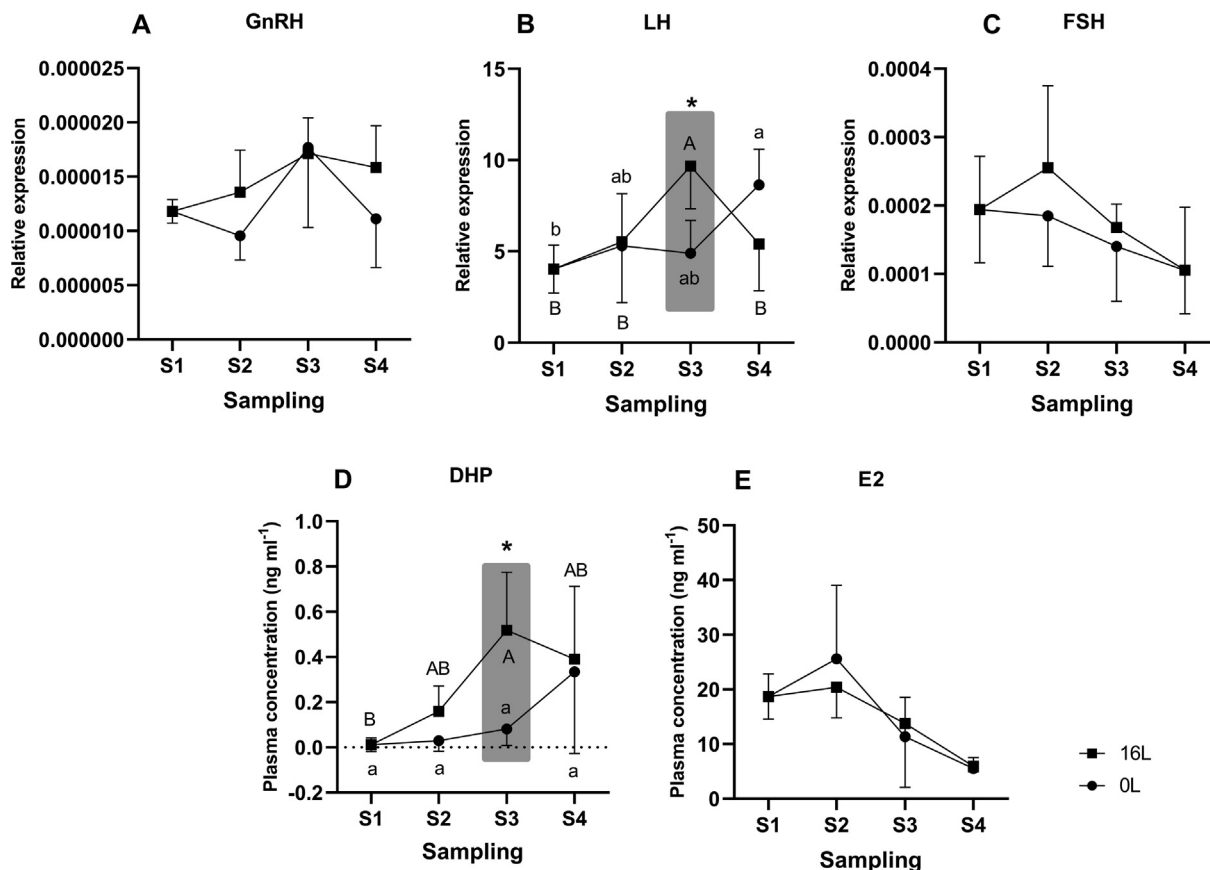 A GnRH
Relative expression
0.000025
0.000020
0.000015
0.000010
0.000005
0.000000
S1 S2 S3 S4
Sampling
B LH
Relative expression
15
10
5
0
*
A a
ab
b
ab
B B B
S1 S2 S3 S4
Sampling
C FSH
Relative expression
0.0004
0.0003
0.0002
0.0001
0.0000
S1 S2 S3 S4
Sampling
D DHP
Plasma concentration (ng ml⁻¹)
1.0
0.8
0.6
0.4
0.2
0.0
-0.2
*
AB
AB A
B a
a a a
S1 S2 S3 S4
Sampling
E E2
Plasma concentration (ng ml⁻¹)
50
40
30
20
10
0
S1 S2 S3 S4
Sampling
16L
0L